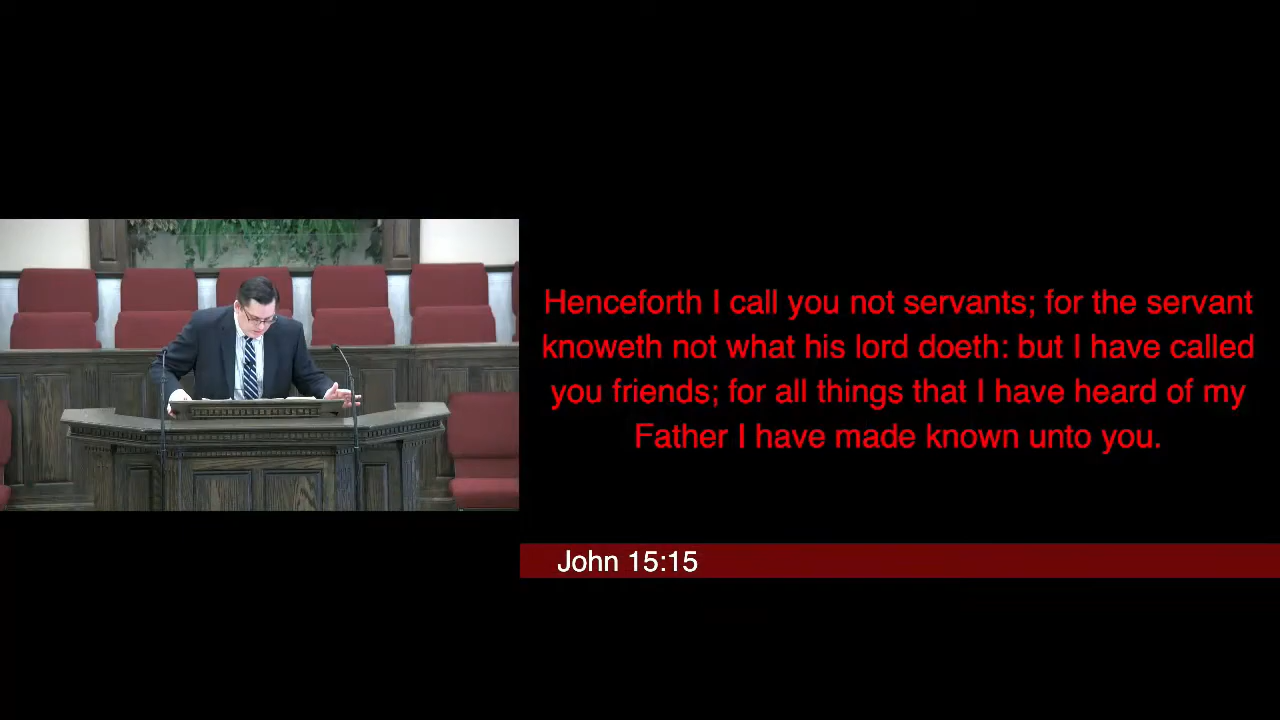 Henceforth I call you not servants; for the servant
knoweth not what his lord doeth: but I have called
you friends; for all things that I have heard of my
Father I have made known unto you.
John 15:15